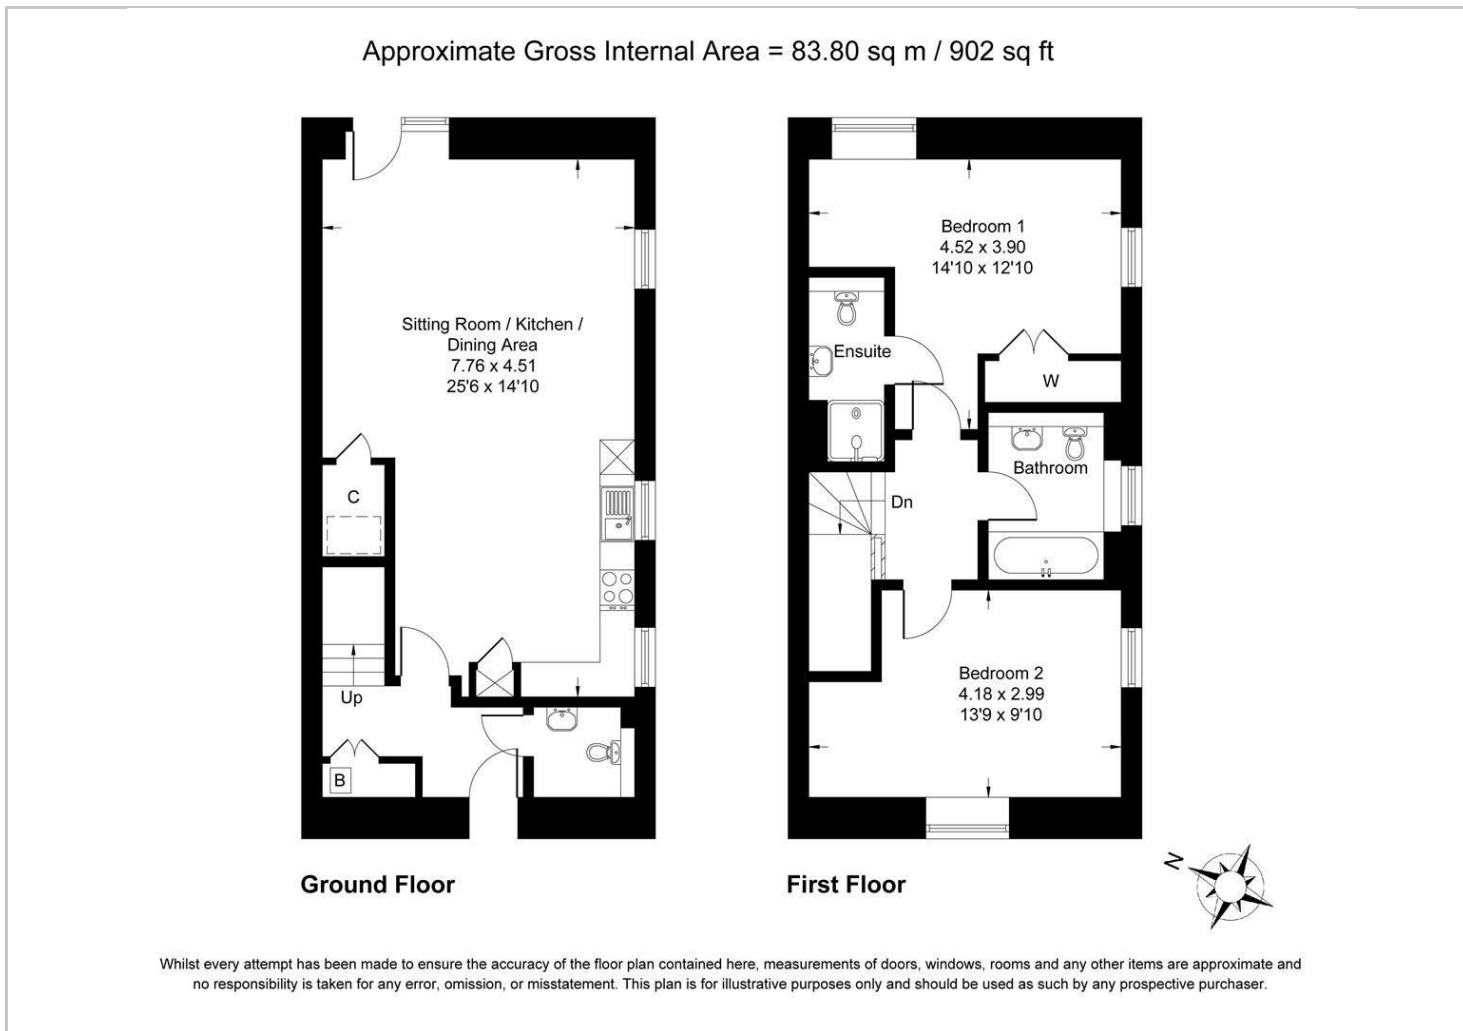 Approximate Gross Internal Area = 83.80 sq m / 902 sq ft
Sitting Room / Kitchen /
Dining Area
7.76 x 4.51
25'6 x 14'10
C
Up
B
Ground Floor
Bedroom 1
4.52 x 3.90
14'10 x 12'10
Ensuite
W
Bathroom
Dn
Bedroom 2
4.18 x 2.99
13'9 x 9'10
First Floor
N
Whilst every attempt has been made to ensure the accuracy of the floor plan contained here, measurements of doors, windows, rooms and any other items are approximate and
no responsibility is taken for any error, omission, or misstatement. This plan is for illustrative purposes only and should be used as such by any prospective purchaser.